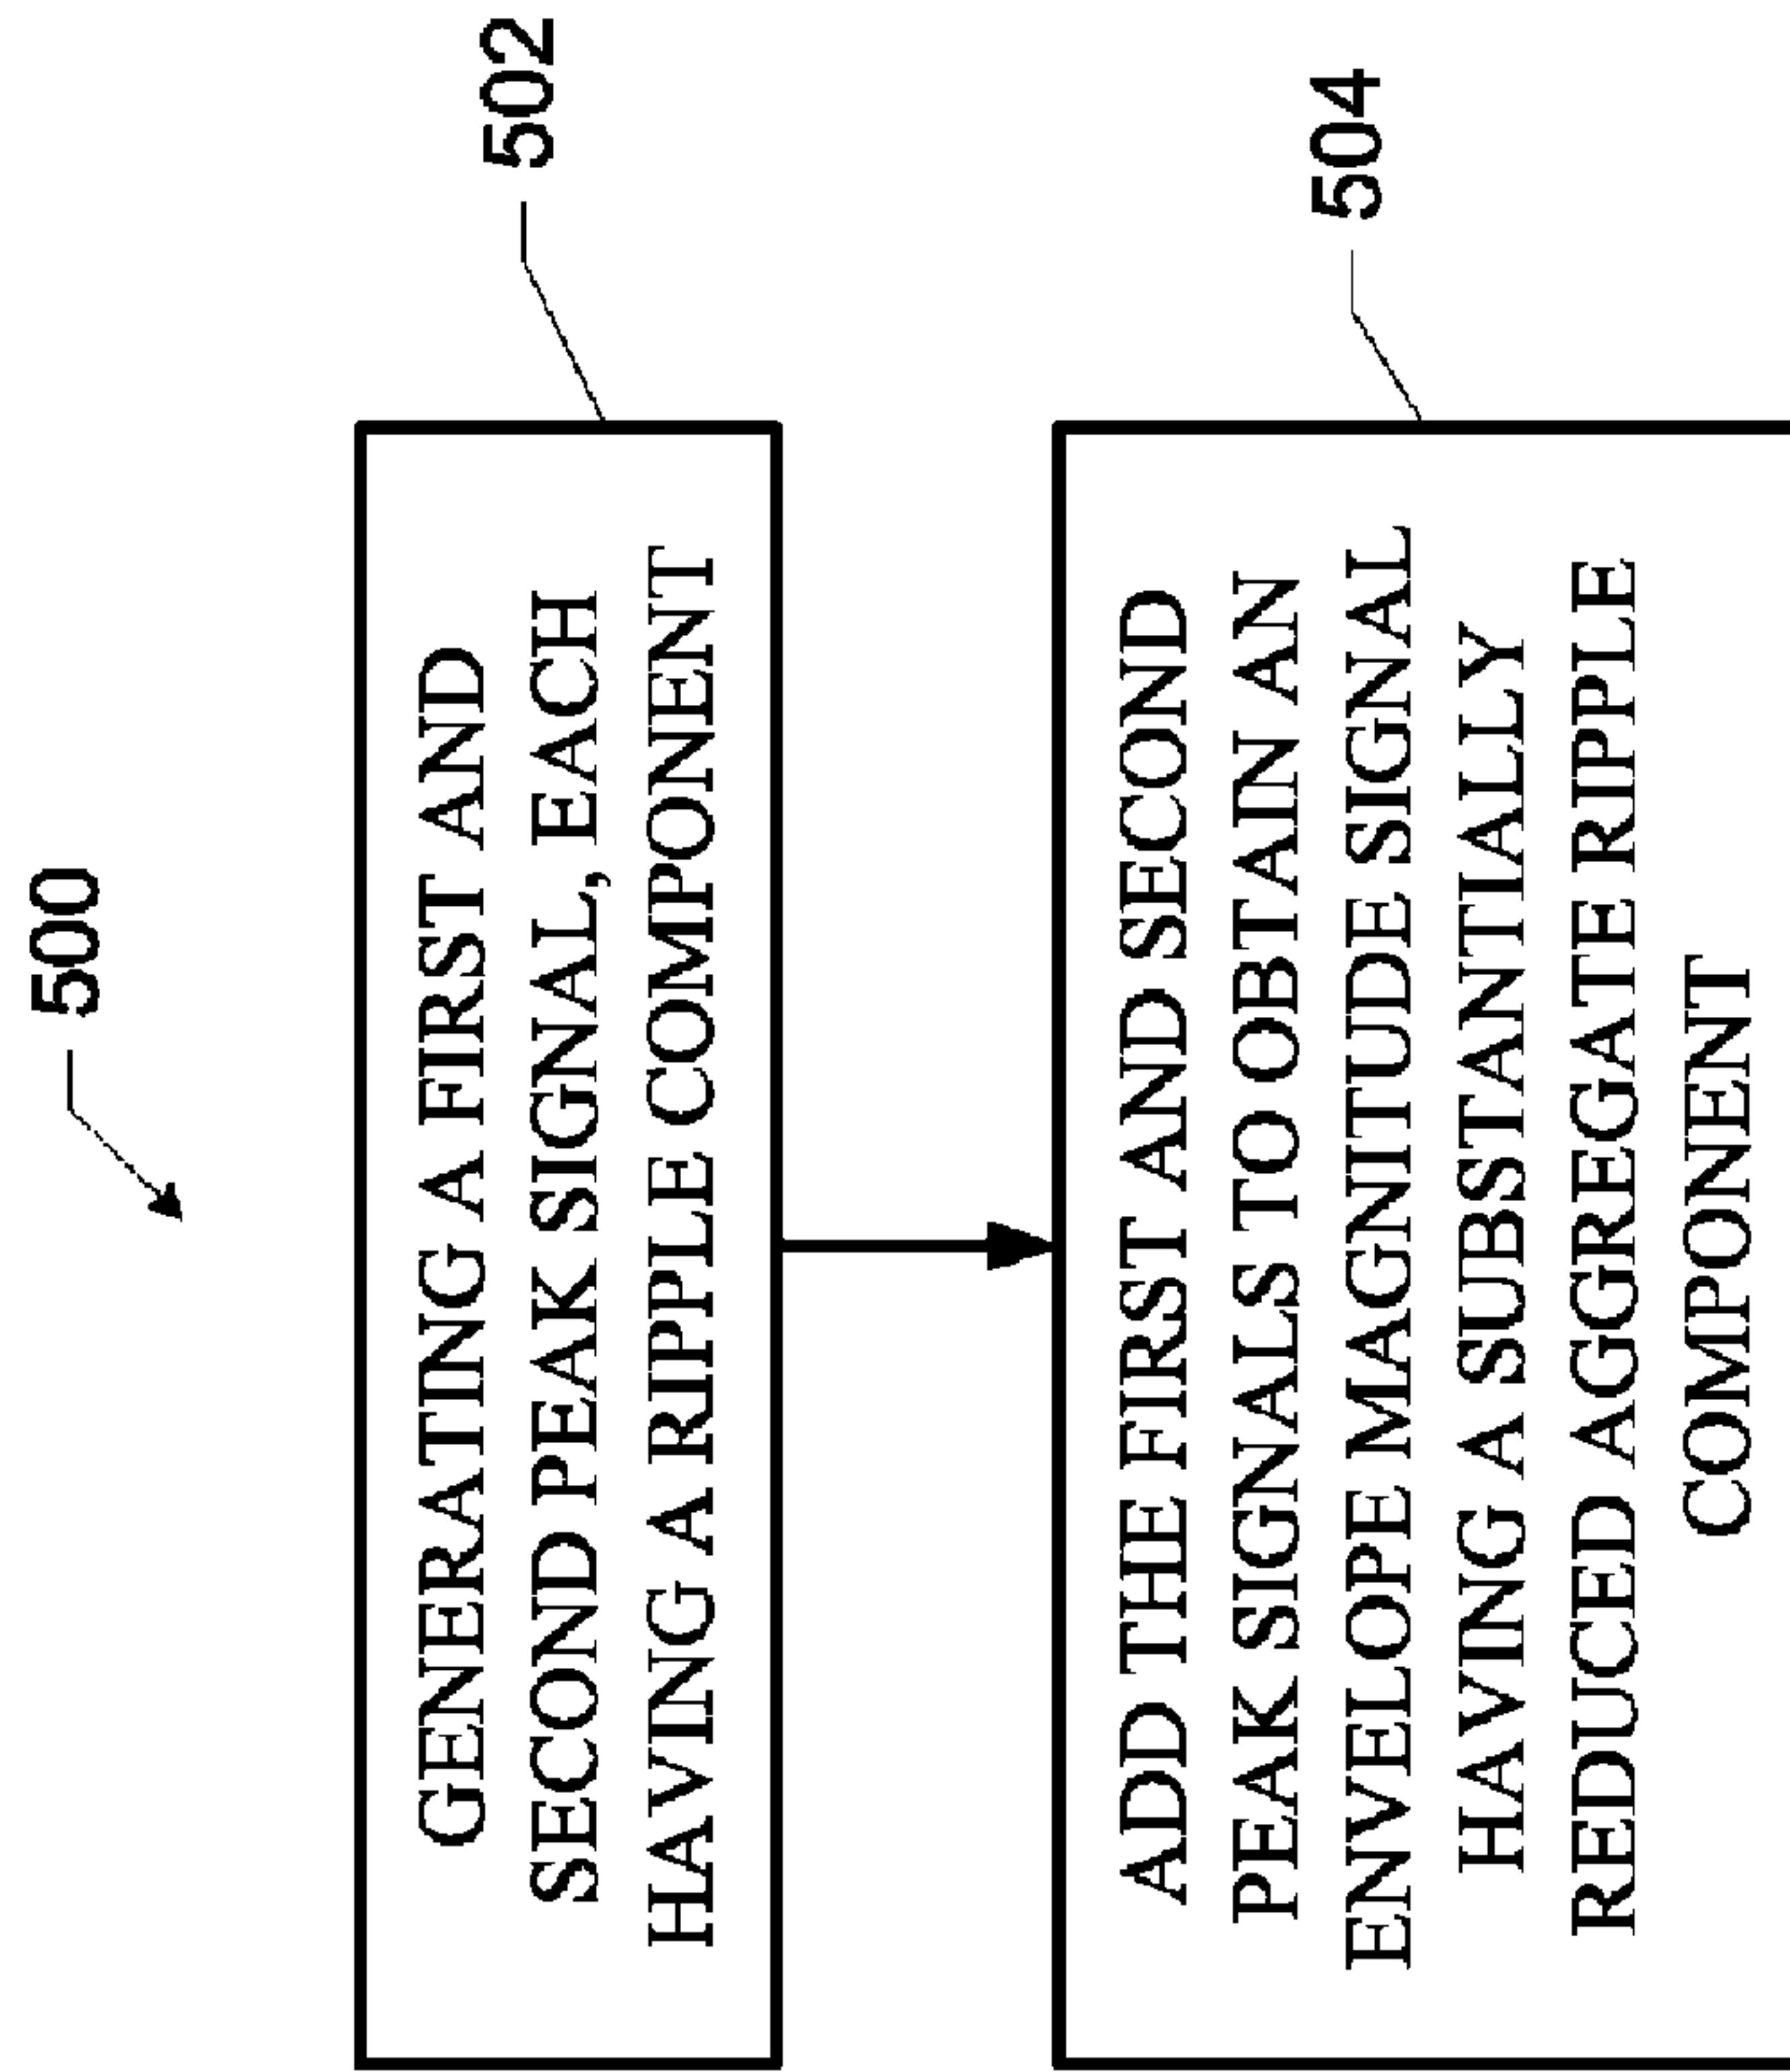 500
502
GENERATING A FIRST AND
SECOND PEAK SIGNAL, EACH
HAVING A RIPPLE COMPONENT
504
ADD THE FIRST AND SECOND
PEAK SIGNALS TO OBTAIN AN
ENVELOPE MAGNITUDE SIGNAL
HAVING A SUBSTANTIALLY
REDUCED AGGREGATE RIPPLE
COMPONENT